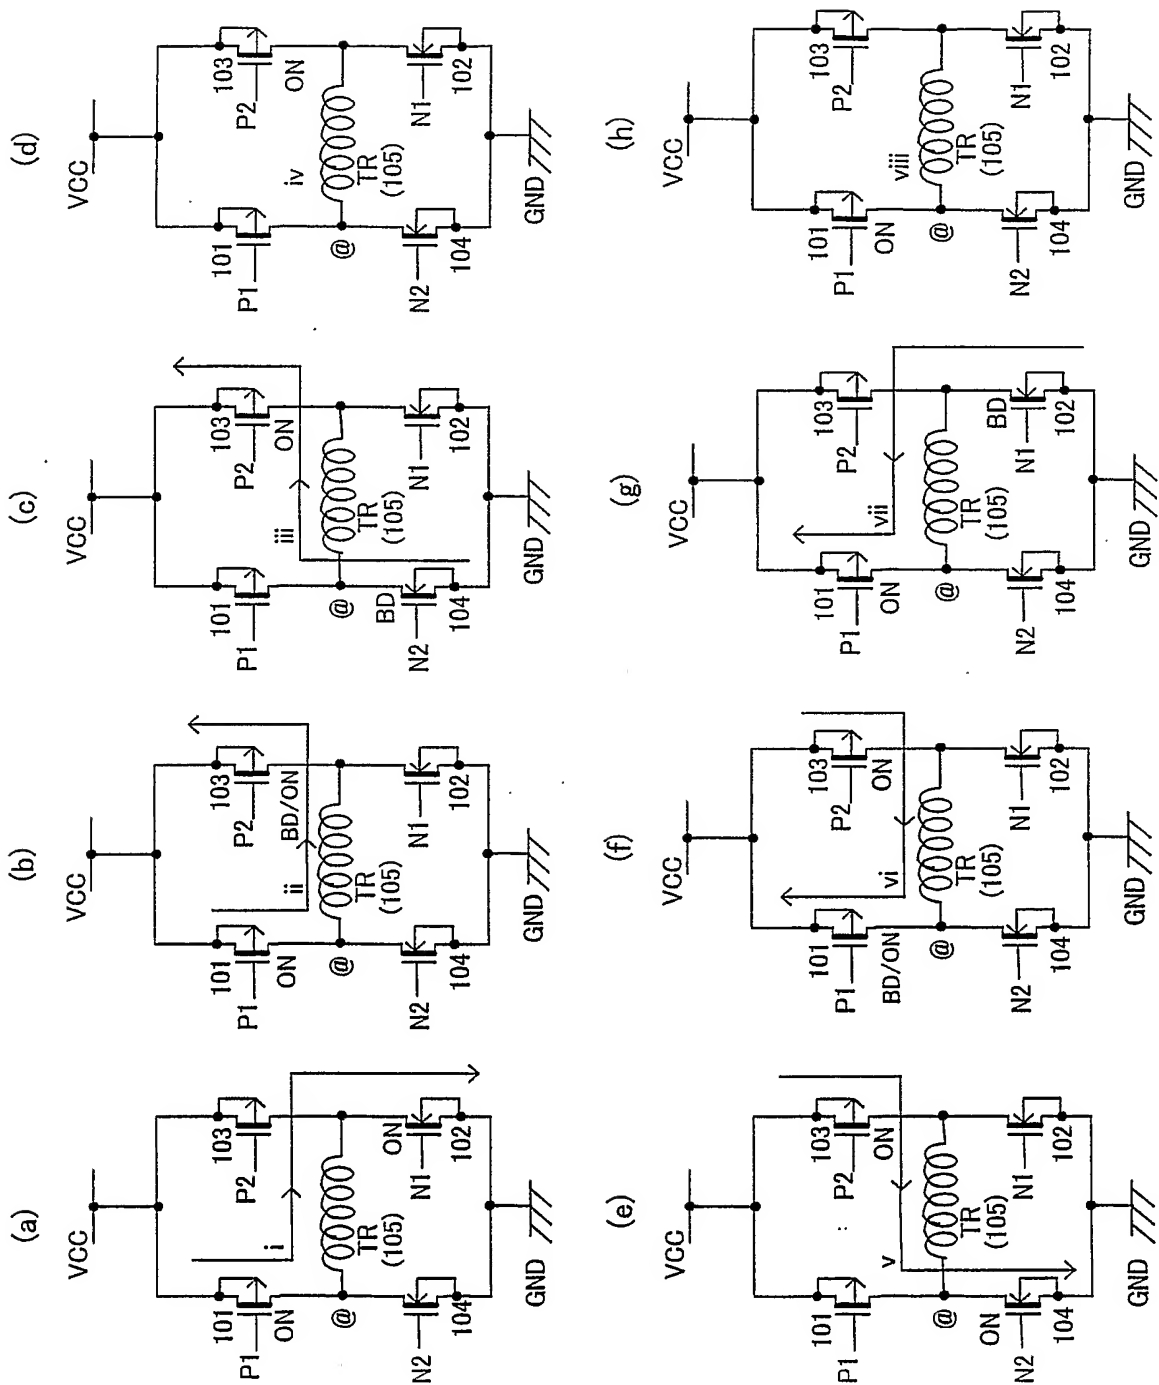 (a)
VCC
101
P1
ON
103
P2
i
@
TR
(105)
ON
N1
102
N2
104
GND
(b)
VCC
101
P1
ON
103
P2
BD/ON
ii
@
TR
(105)
N1
102
N2
104
GND
(c)
VCC
101
P1
103
P2
ON
iii
@
TR
(105)
BD
N1
102
N2
104
GND
(d)
VCC
101
P1
103
P2
ON
iv
@
TR
(105)
N1
102
N2
104
GND
(e)
VCC
101
P1
103
P2
ON
v
@
TR
(105)
ON
N1
102
N2
104
GND
(f)
VCC
101
P1
BD/ON
103
P2
ON
vi
@
TR
(105)
N1
102
N2
104
GND
(g)
VCC
101
P1
ON
103
P2
vii
@
TR
(105)
BD
N1
102
N2
104
GND
(h)
VCC
101
P1
ON
103
P2
viii
@
TR
(105)
N1
102
N2
104
GND